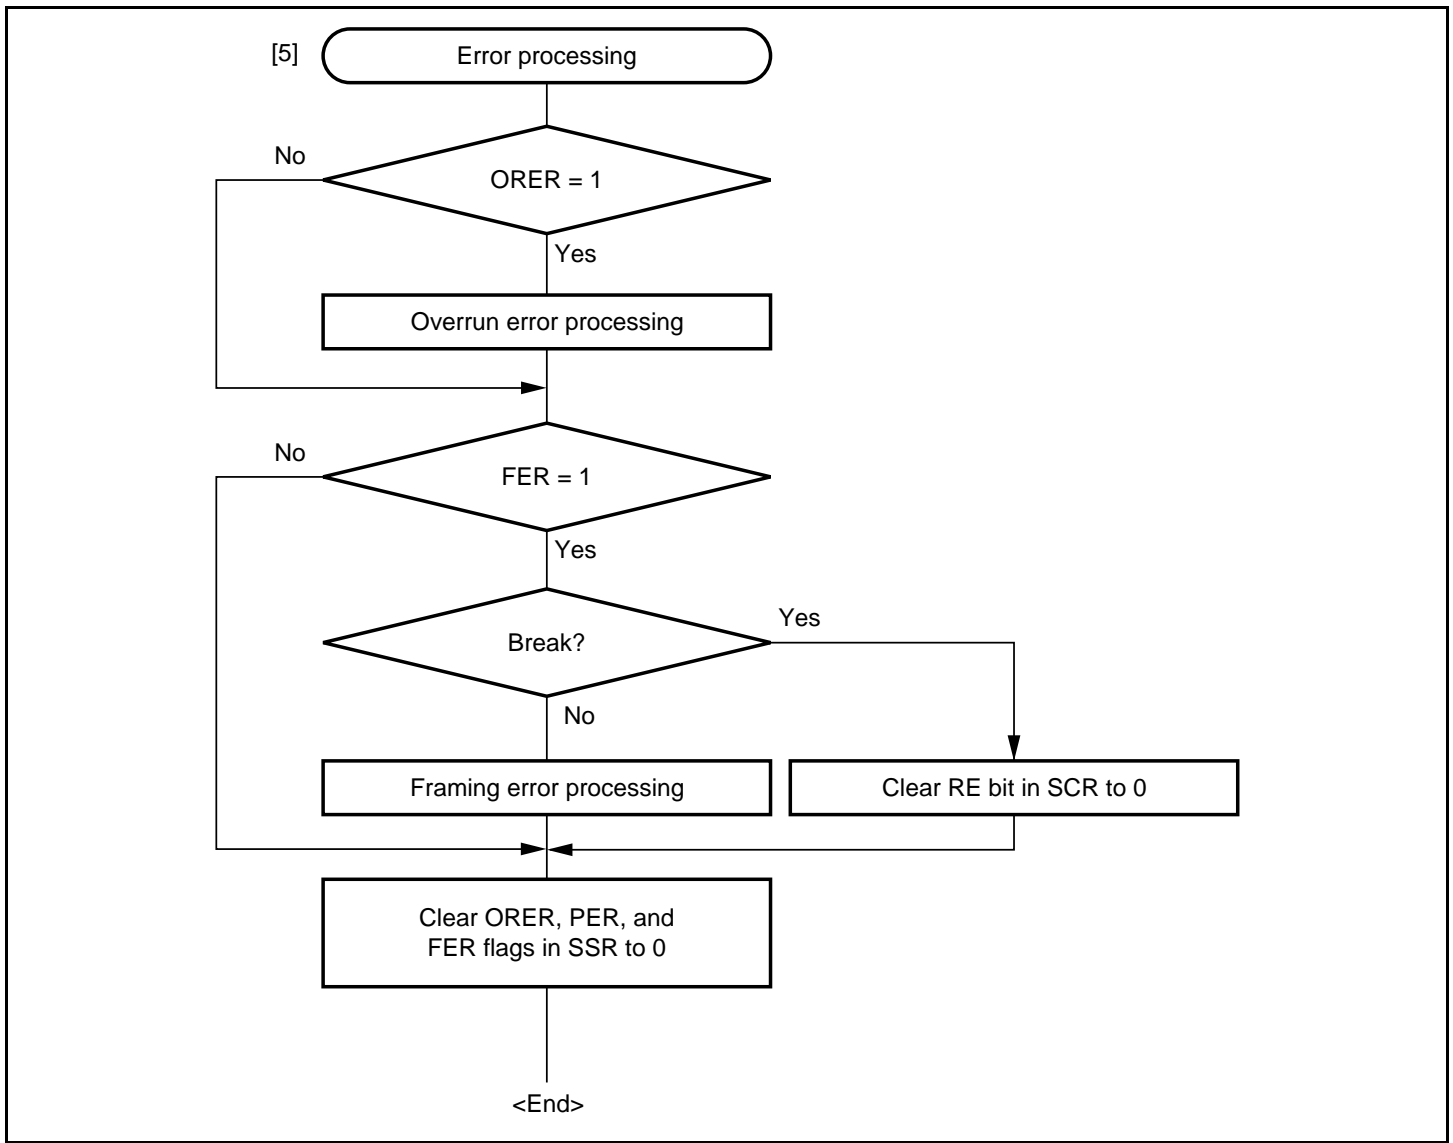 [5]
Error processing
No
ORER = 1
Yes
Overrun error processing
No
FER = 1
Yes
Break?
Yes
No
Framing error processing
Clear RE bit in SCR to 0
Clear ORER, PER, and
FER flags in SSR to 0
<End>